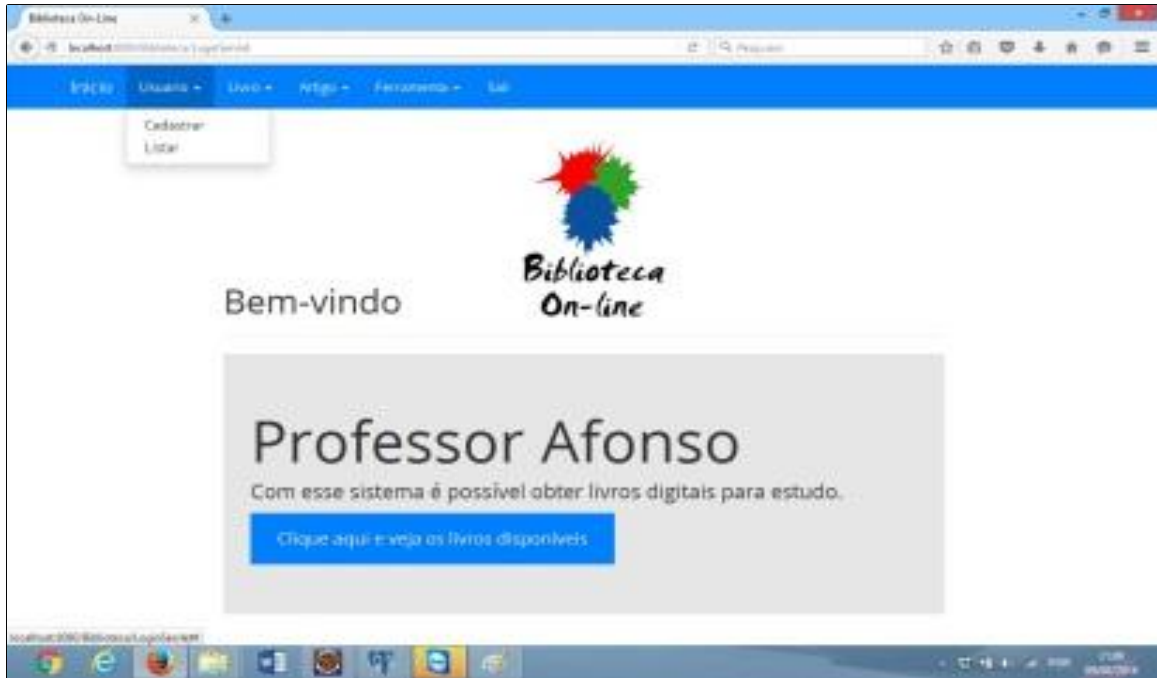 Biblioteca On-Line
Pesquisar
Início Usuário Livro Artigo Ferramenta Sair
Cadastrar
Listar
Biblioteca
On-line
Bem-vindo
Professor Afonso
Com esse sistema é possível obter livros digitais para estudo.
Clique aqui e veja os livros disponíveis